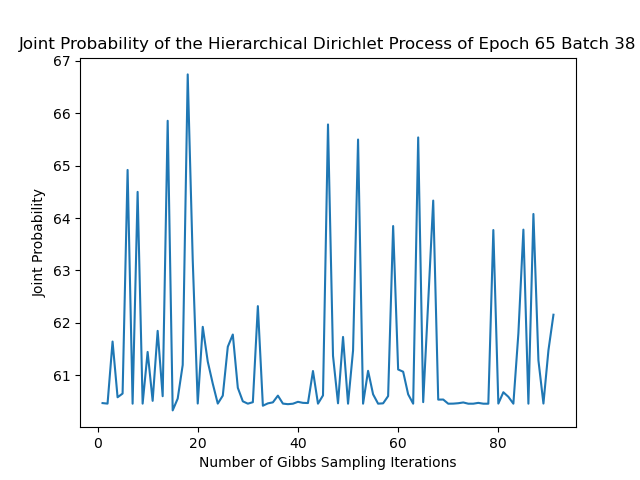 Joint Probability of the Hierarchical Dirichlet Process of Epoch 65 Batch 38
67
66
65
64
63
62
61
Joint Probability
0 20 40 60 80
Number of Gibbs Sampling Iterations